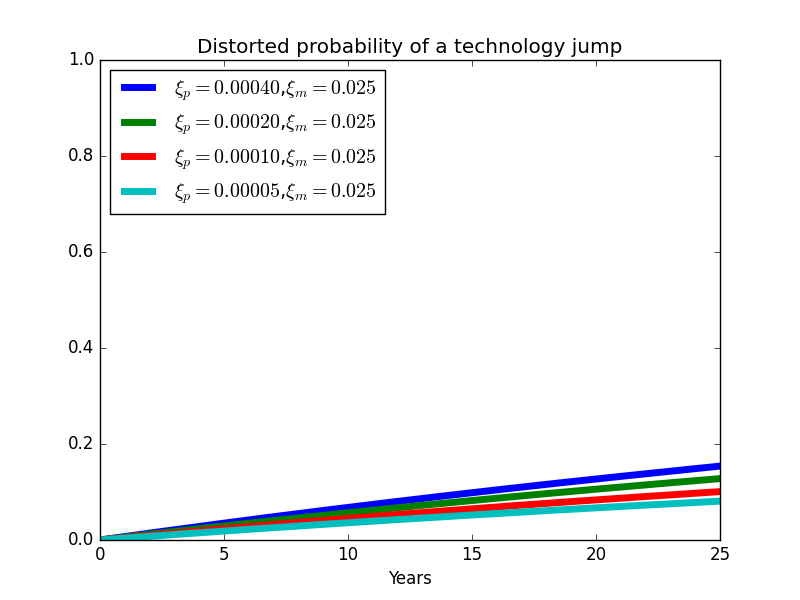 Distorted probability of a technology jump
1.0
ξp = 0.00040,ξm = 0.025
ξp = 0.00020,ξm = 0.025
ξp = 0.00010,ξm = 0.025
ξp = 0.00005,ξm = 0.025
0.8
0.6
0.4
0.2
0.0
0 5 10 15 20 25
Years